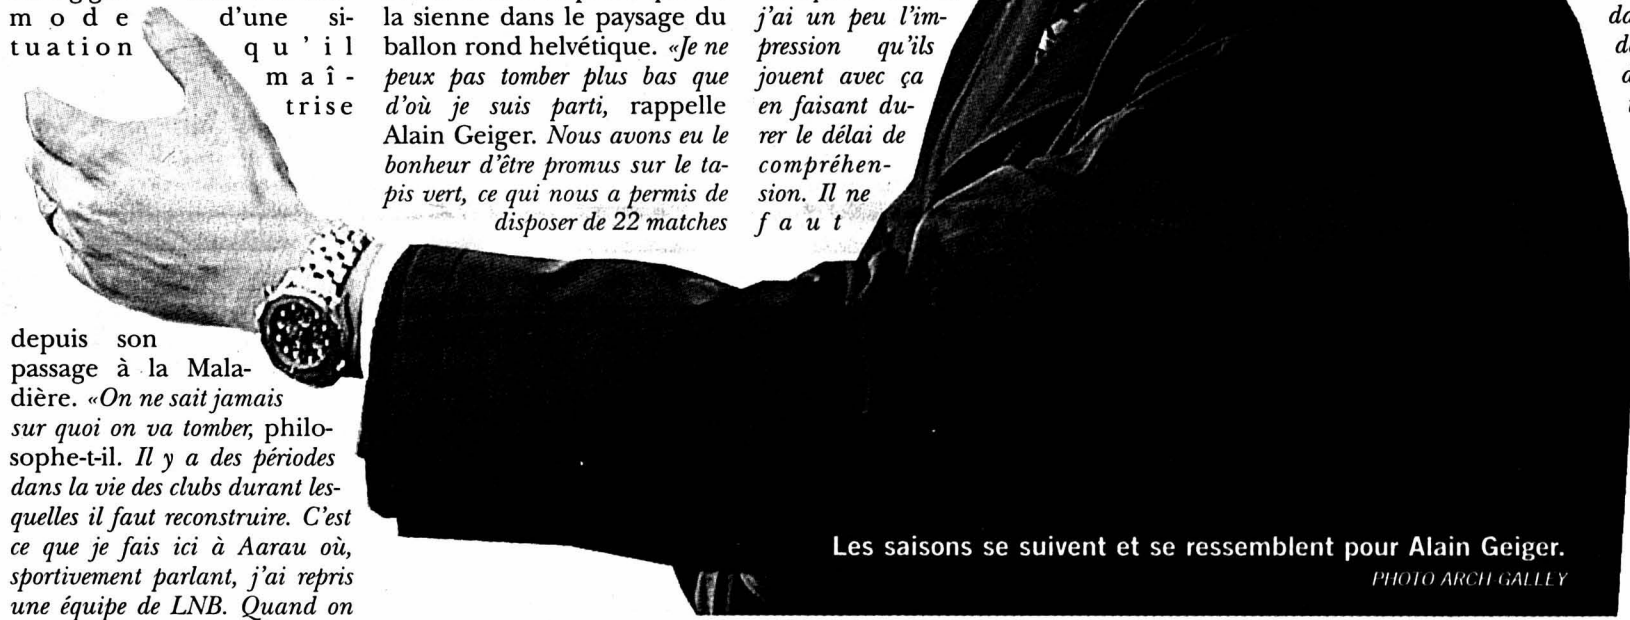 mode d'une si-
tuation qu'il
maî-
trise
depuis son
passage à la Mala-
dière. «On ne sait jamais
sur quoi on va tomber, philo-
sophe-t-il. Il y a des périodes
dans la vie des clubs durant les-
quelles il faut reconstruire. C'est
ce que je fais ici à Aarau où,
sportivement parlant, j'ai repris
une équipe de LNB. Quand on
la sienne dans le paysage du
ballon rond helvétique. «Je ne
peux pas tomber plus bas que
d'où je suis parti, rappelle
Alain Geiger. Nous avons eu le
bonheur d'être promus sur le ta-
pis vert, ce qui nous a permis de
disposer de 22 matches
j'ai un peu l'im-
pression qu'ils
jouent avec ça
en faisant du-
rer le délai de
compréhen-
sion. Il ne
faut
Les saisons se suivent et se ressemblent pour Alain Geiger.
PHOTO ARCH-GALLEY